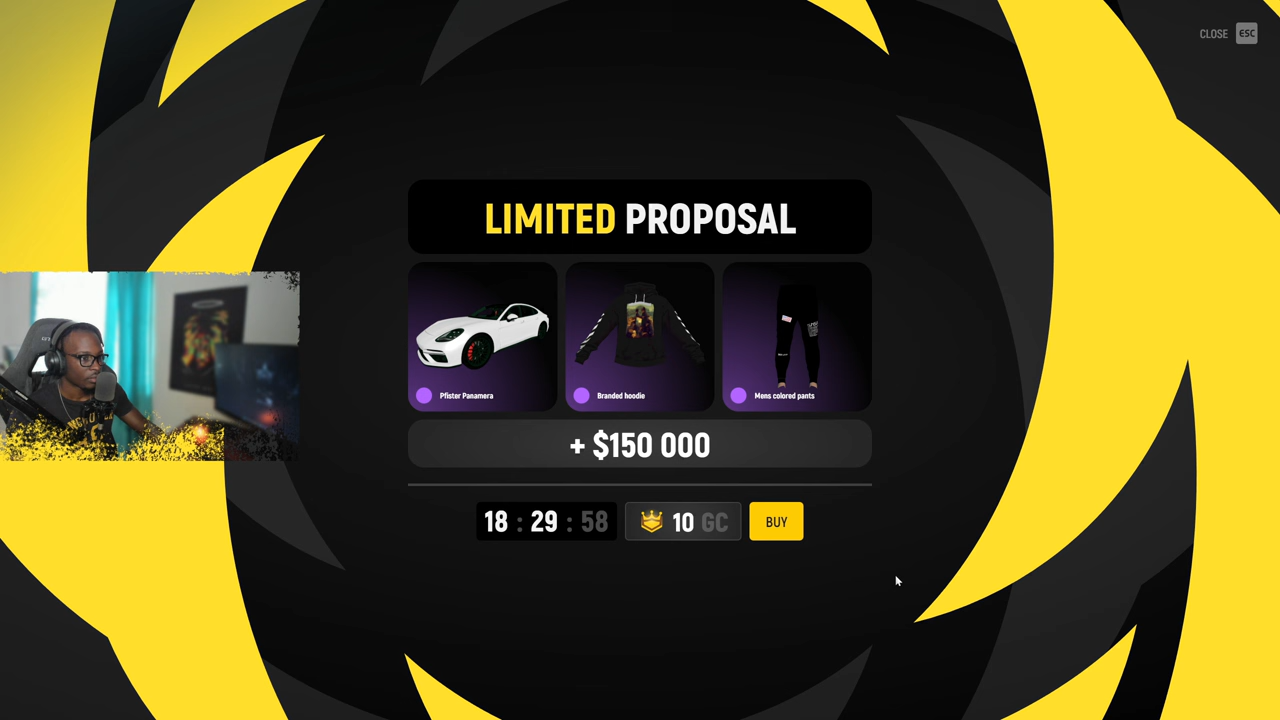 CLOSE ESC
LIMITED PROPOSAL
Pfister Panamera
Branded hoodie
Mens colored pants
+ $150 000
18 : 29 : 58
10 GC
BUY